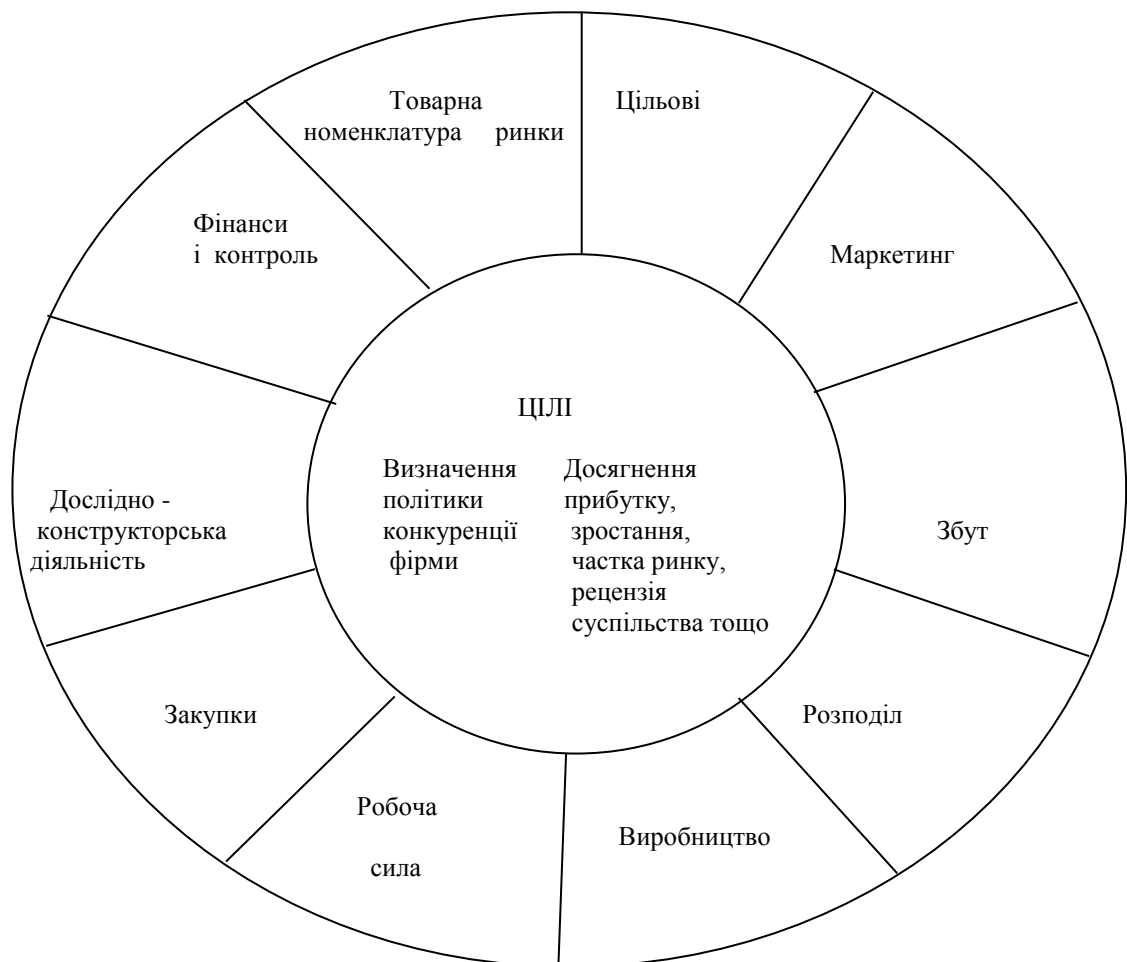 Товарна
номенклатура ринки
Цільові
Маркетинг
Збут
Розподіл
Виробництво
Робоча
сила
Закупки
Дослідно -
конструкторська
діяльність
Фінанси
і контроль
ЦІЛІ
Визначення
політики
конкуренції
фірми
Досягнення
прибутку,
зростання,
частка ринку,
рецензія
суспільства тощо